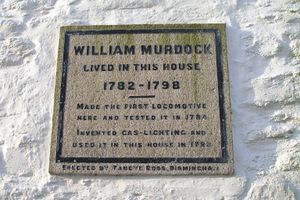 WILLIAM MURDOCK
LIVED IN THIS HOUSE
1782-1798
MADE THE FIRST LOCOMOTIVE
HERE AND TESTED IT IN 1784
INVENTED GAS-LIGHTING AND
USED IT IN THIS HOUSE IN 1792
ERECTED BY TANGYE BROS. BIRMINGHAM